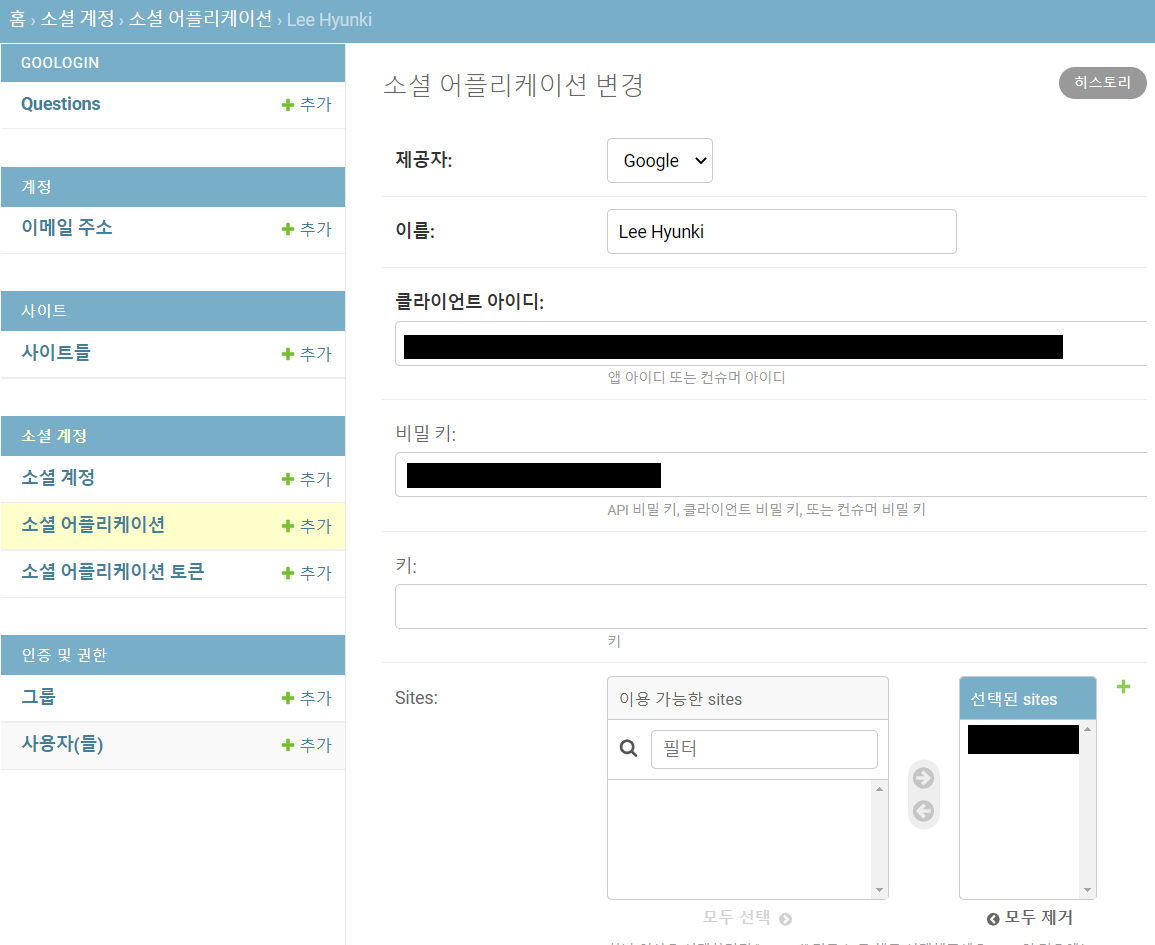 홈 › 소셜 계정 › 소셜 어플리케이션 › Lee Hyunki
GOOLOGIN
Questions 추가
계정
이메일 주소 추가
사이트
사이트들 추가
소셜 계정
소셜 계정 추가
소셜 어플리케이션 추가
소셜 어플리케이션 토큰 추가
인증 및 권한
그룹 추가
사용자(들) 추가
소셜 어플리케이션 변경
히스토리
제공자: Google
이름: Lee Hyunki
클라이언트 아이디:
앱 아이디 또는 컨슈머 아이디
비밀 키:
API 비밀 키, 클라이언트 비밀 키, 또는 컨슈머 비밀 키
키:
키
Sites:
이용 가능한 sites
필터
모두 선택
선택된 sites
모두 제거